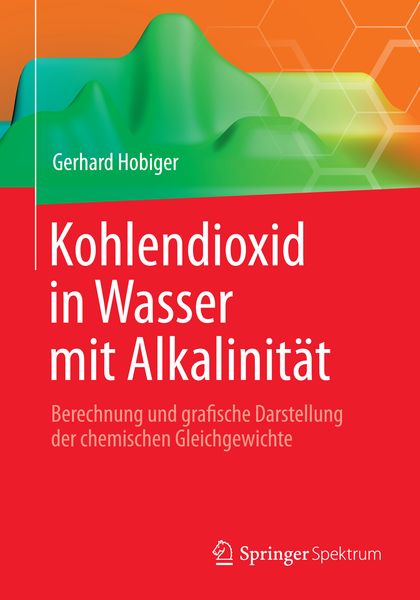 Gerhard Hobiger
Kohlendioxid
in Wasser
mit Alkalinität
Berechnung und grafische Darstellung
der chemischen Gleichgewichte
Springer Spektrum